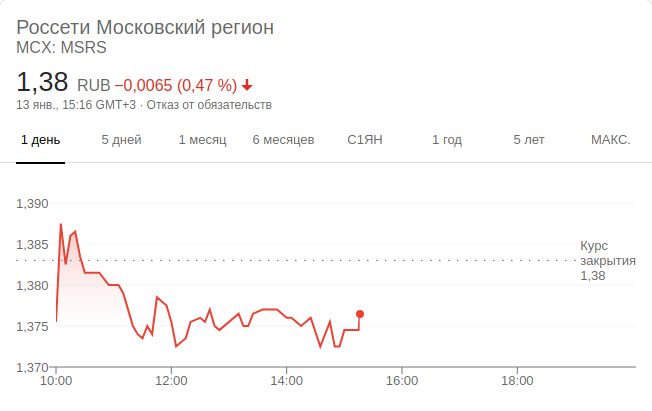 Россети Московский регион
MCX: MSRS
1,38 RUB −0,0065 (0,47 %)
13 янв., 15:16 GMT+3 · Отказ от обязательств
1 день 5 дней 1 месяц 6 месяцев С1ЯН 1 год 5 лет МАКС.
1,390
1,385
1,380
1,375
1,370
Курс
закрытия
1,38
10:00 12:00 14:00 16:00 18:00